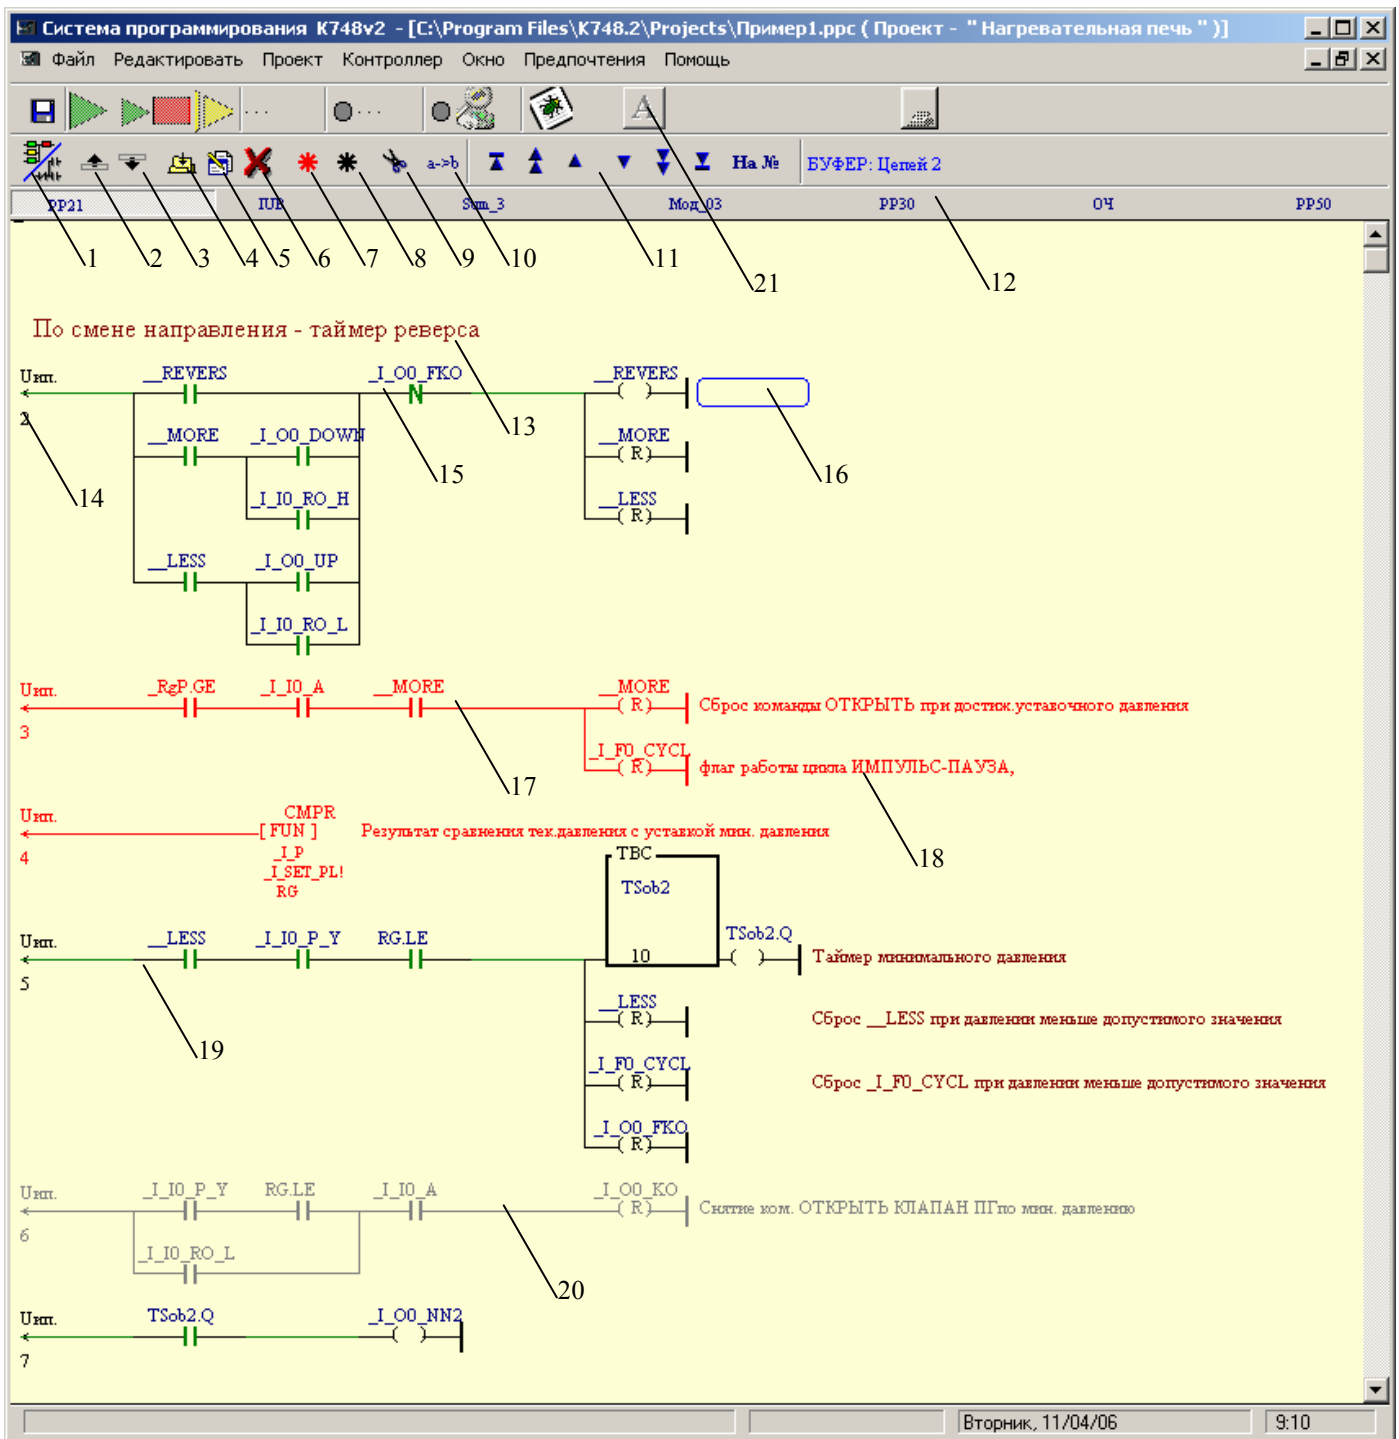 Система программирования K748v2 - [C:\Program Files\K748.2\Projects\Пример1.ppc ( Проект - " Нагревательная печь " )]
Файл Редактировать Проект Контроллер Окно Предпочтения Помощь
A
a->b На № БУФЕР: Цепей 2
PP21 IUB Sum_3 Мод_03 PP30 ОЧ PP50
1 2 3 4 5 6 7 8 9 10 11 21 12
По смене направления - таймер реверса
Uип. __REVERS _I_O0_FKO __REVERS
N
2
13
__MORE _I_O0_DOWN __MORE
( R )
14 15 16
_I_I0_RO_H __LESS
( R )
__LESS _I_O0_UP
_I_I0_RO_L
Uип. _RgP.GE _I_I0_A __MORE __MORE
( R ) Сброс команды ОТКРЫТЬ при достиж.уставочного давления
3
_I_F0_CYCL
( R ) флаг работы цикла ИМПУЛЬС-ПАУЗА,
17
Uип. CMPR
[ FUN ] Результат сравнения тек.давления с уставкой мин. давления
4 _I_P
_I_SET_PL!
RG
18
TBC
TSob2
Uип. __LESS _I_I0_P_Y RG.LE TSob2.Q
10 Таймер минимального давления
5
__LESS
( R ) Сброс __LESS при давлении меньше допустимого значения
19
_I_F0_CYCL
( R ) Сброс _I_F0_CYCL при давлении меньше допустимого значения
_I_O0_FKO
( R )
Uип. _I_I0_P_Y RG.LE _I_I0_A _I_O0_KO
( R ) Снятие ком. ОТКРЫТЬ КЛАПАН ПГпо мин. давлению
6
_I_I0_RO_L
20
Uип. TSob2.Q _I_O0_NN2
7
Вторник, 11/04/06 9:10